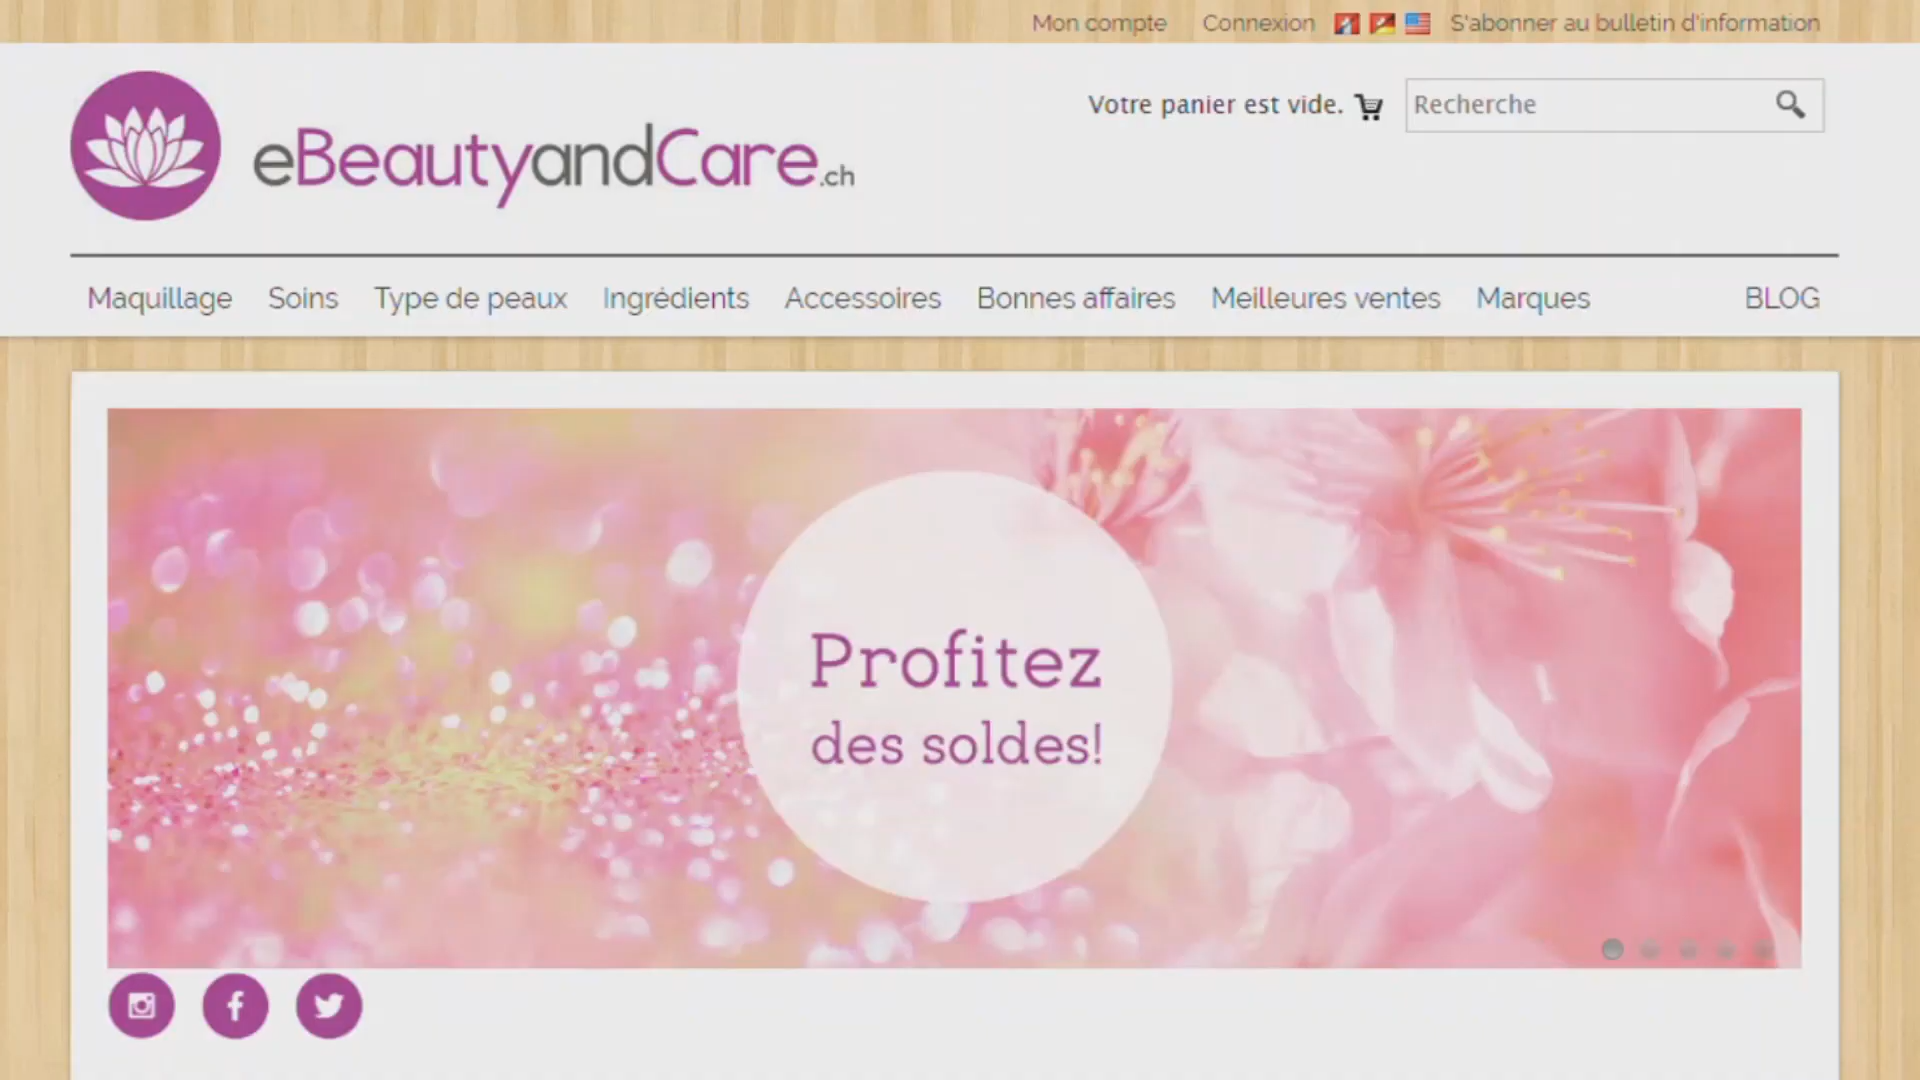 Mon compte Connexion S'abonner au bulletin d'information
Votre panier est vide. Recherche
eBeautyandCare.ch
Maquillage Soins Type de peaux Ingrédients Accessoires Bonnes affaires Meilleures ventes Marques BLOG
Profitez
des soldes!